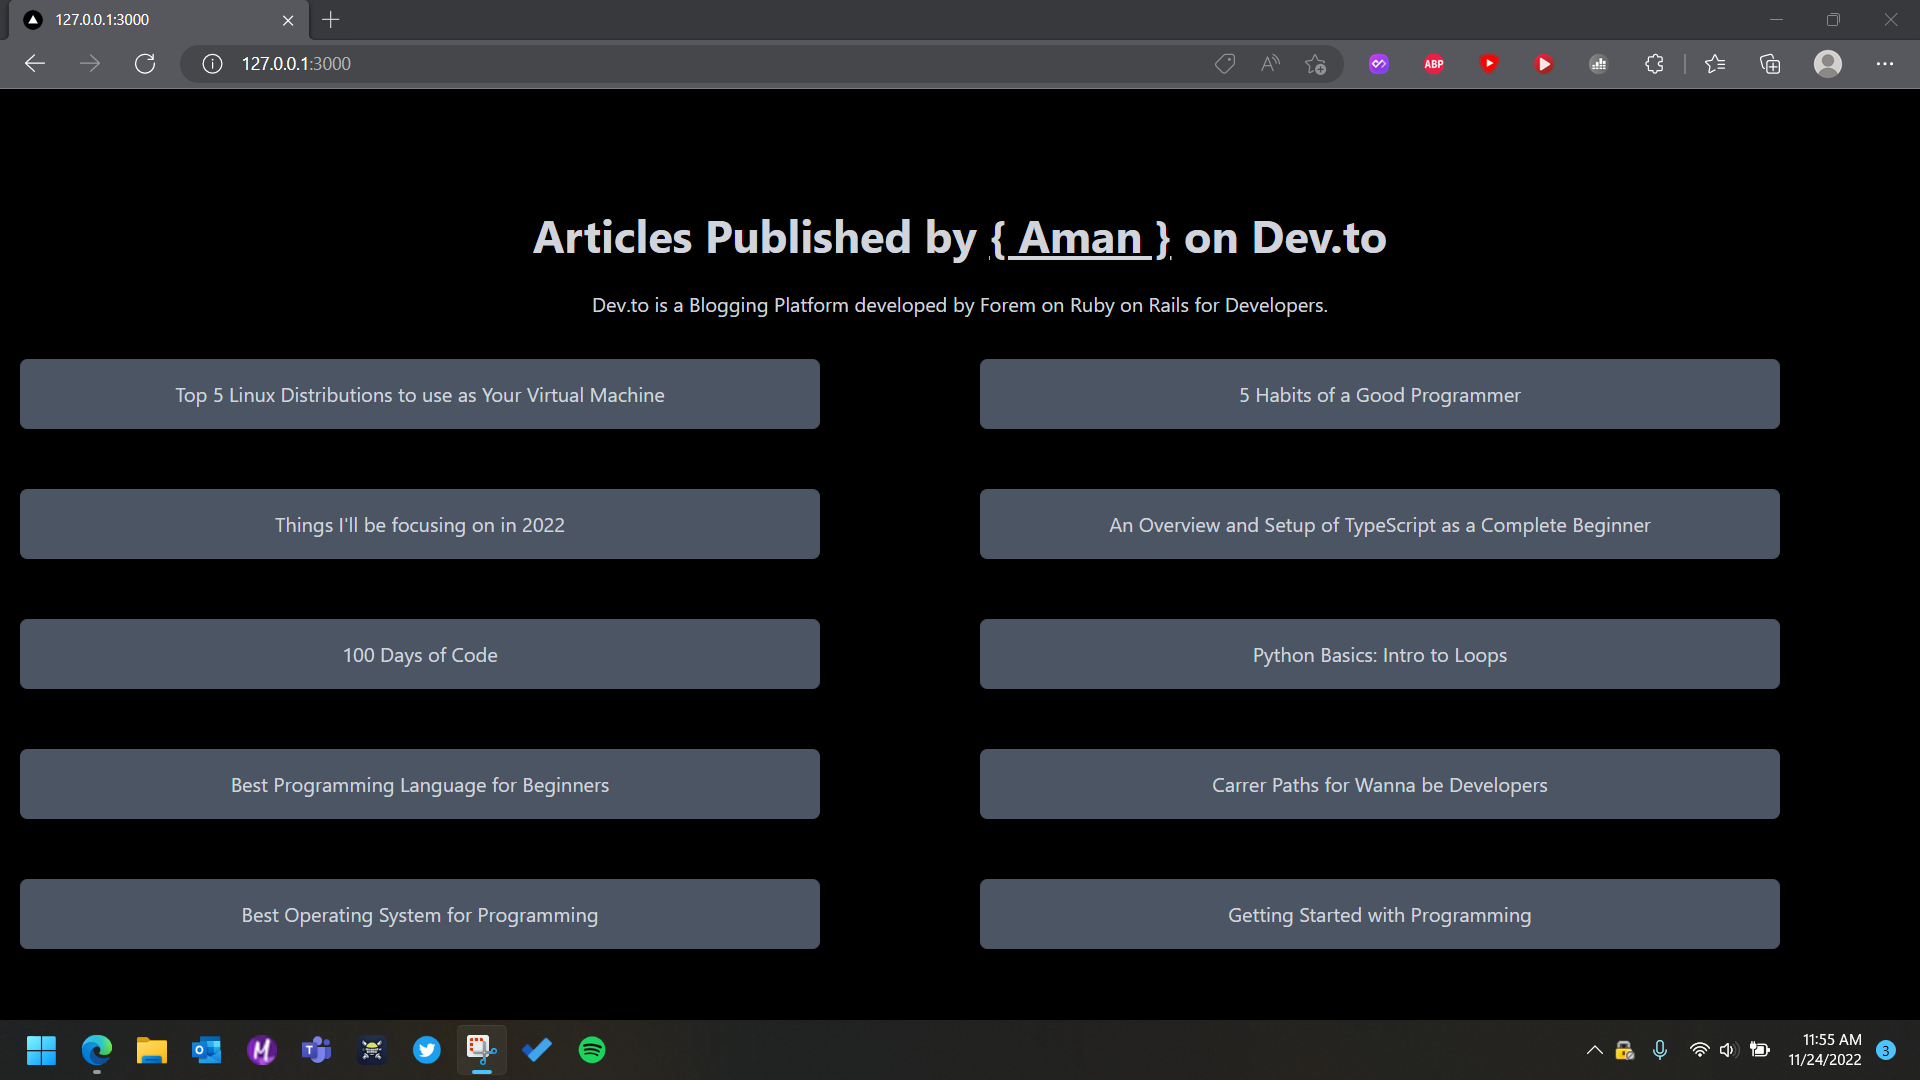 127.0.0.1:3000
127.0.0.1:3000
ABP
Articles Published by { Aman } on Dev.to
Dev.to is a Blogging Platform developed by Forem on Ruby on Rails for Developers.
Top 5 Linux Distributions to use as Your Virtual Machine
5 Habits of a Good Programmer
Things I'll be focusing on in 2022
An Overview and Setup of TypeScript as a Complete Beginner
100 Days of Code
Python Basics: Intro to Loops
Best Programming Language for Beginners
Carrer Paths for Wanna be Developers
Best Operating System for Programming
Getting Started with Programming
11:55 AM
11/24/2022
3